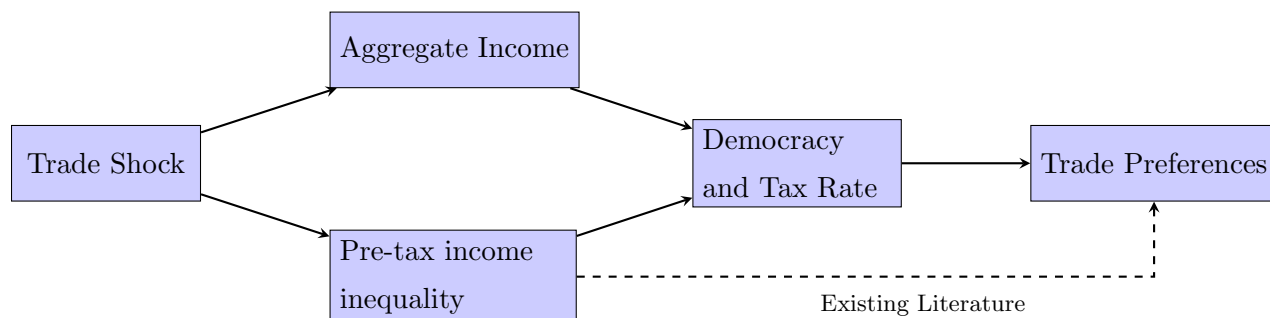 Aggregate Income
Trade Shock
Democracy
and Tax Rate
Trade Preferences
Pre-tax income
inequality
Existing Literature